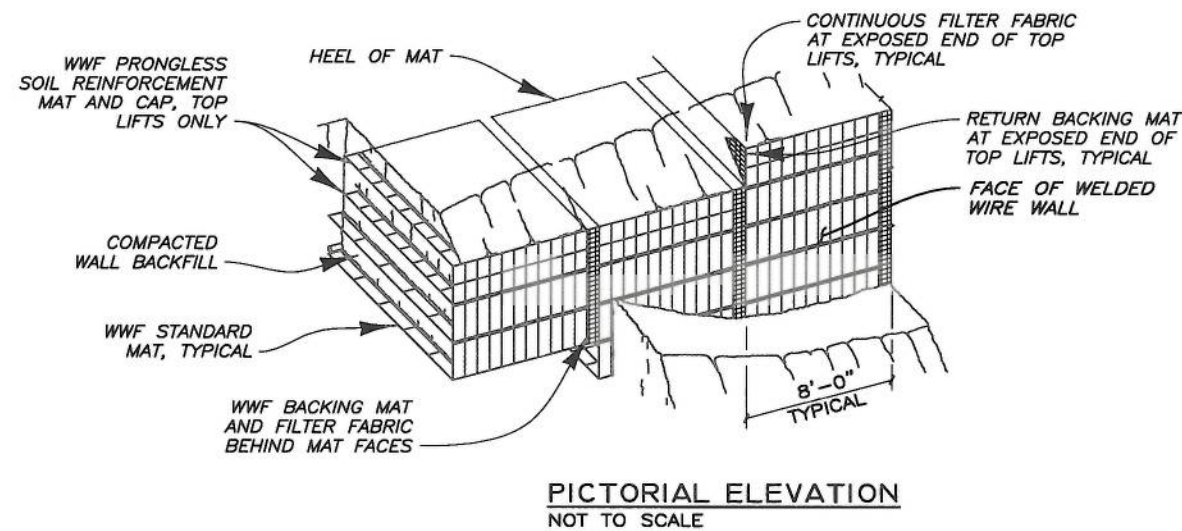 WWF PRONGLESS
SOIL REINFORCEMENT
MAT AND CAP, TOP
LIFTS ONLY
HEEL OF MAT
CONTINUOUS FILTER FABRIC
AT EXPOSED END OF TOP
LIFTS, TYPICAL
RETURN BACKING MAT
AT EXPOSED END OF
TOP LIFTS, TYPICAL
FACE OF WELDED
WIRE WALL
COMPACTED
WALL BACKFILL
WWF STANDARD
MAT, TYPICAL
WWF BACKING MAT
AND FILTER FABRIC
BEHIND MAT FACES
8'-0"
TYPICAL
PICTORIAL ELEVATION
NOT TO SCALE